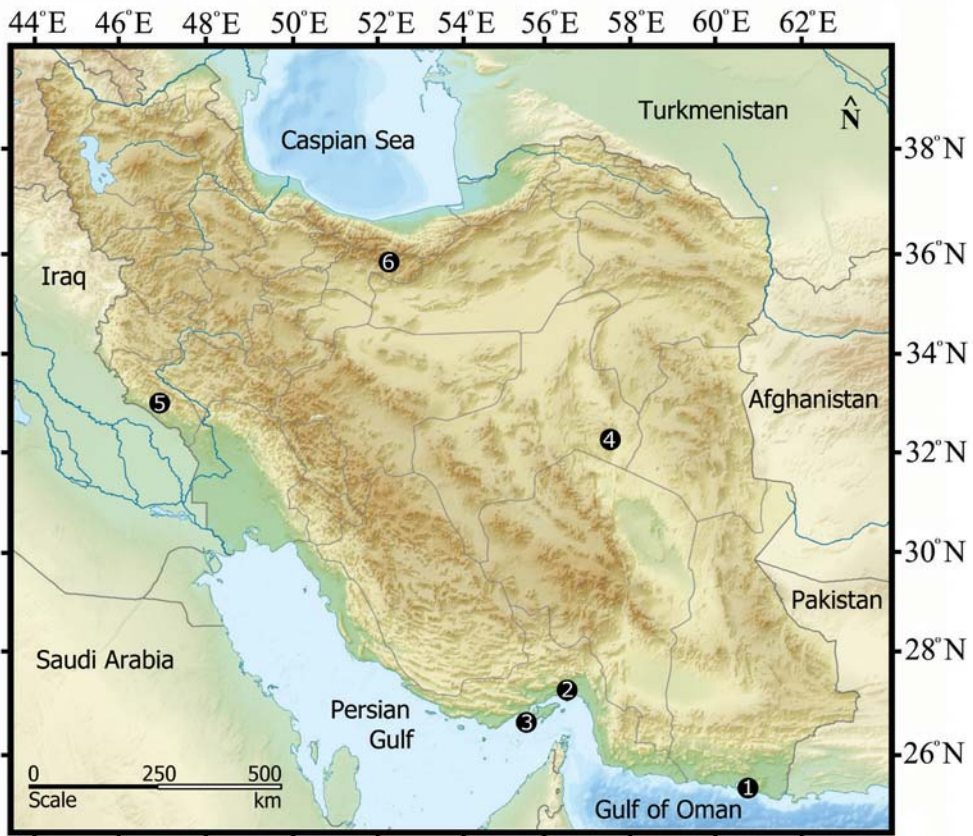 44°E 46°E 48°E 50°E 52°E 54°E 56°E 58°E 60°E 62°E
Turkmenistan
N
Caspian Sea
38°N
36°N
6
Iraq
34°N
Afghanistan
5
4
32°N
30°N
Pakistan
Saudi Arabia
28°N
2
Persian
Gulf
3
26°N
0 250 500
Scale km
1
Gulf of Oman